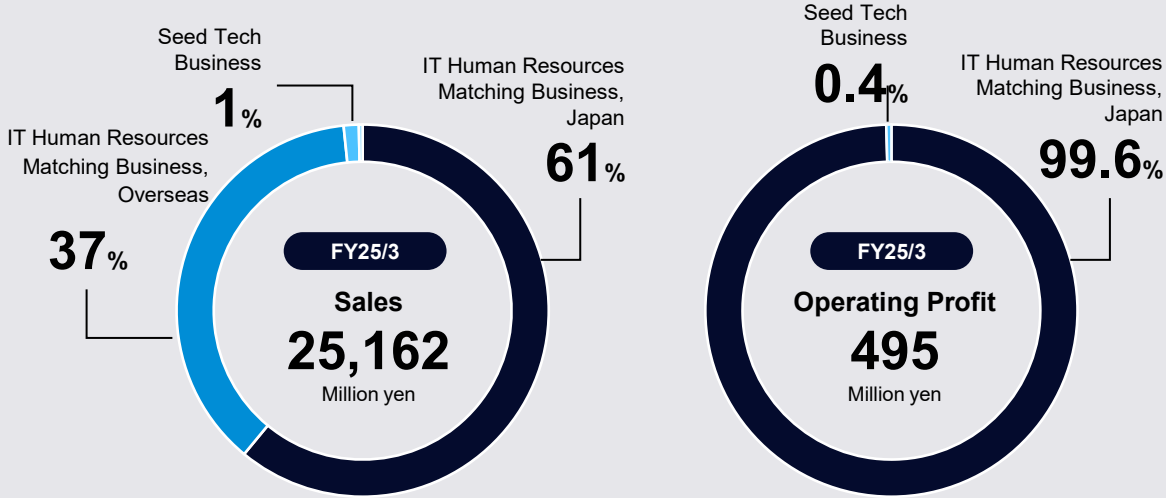 Seed Tech
Business
1%
IT Human Resources
Matching Business,
Japan
61%
IT Human Resources
Matching Business,
Overseas
37%
FY25/3
Sales
25,162
Million yen
Seed Tech
Business
0.4%
IT Human Resources
Matching Business,
Japan
99.6%
FY25/3
Operating Profit
495
Million yen